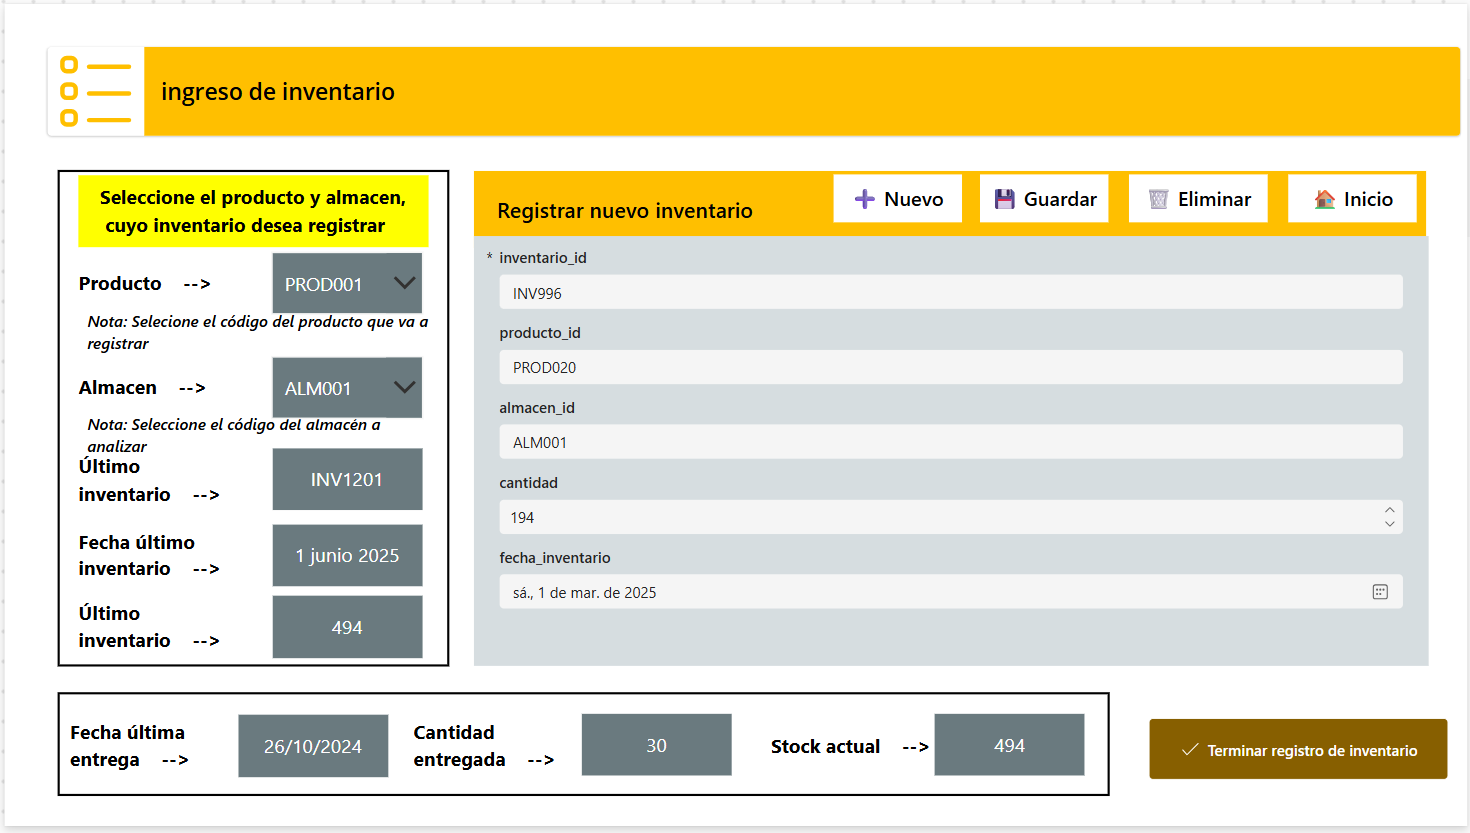 ingreso de inventario
Seleccione el producto y almacen,
cuyo inventario desea registrar
Producto -->
PROD001
Nota: Selecione el código del producto que va a
registrar
Almacen -->
ALM001
Nota: Seleccione el código del almacén a
analizar
Último
inventario -->
INV1201
Fecha último
inventario -->
1 junio 2025
Último
inventario -->
494
Registrar nuevo inventario
Nuevo
Guardar
Eliminar
Inicio
* inventario_id
INV996
producto_id
PROD020
almacen_id
ALM001
cantidad
194
fecha_inventario
sá., 1 de mar. de 2025
Fecha última
entrega -->
26/10/2024
Cantidad
entregada -->
30
Stock actual -->
494
Terminar registro de inventario